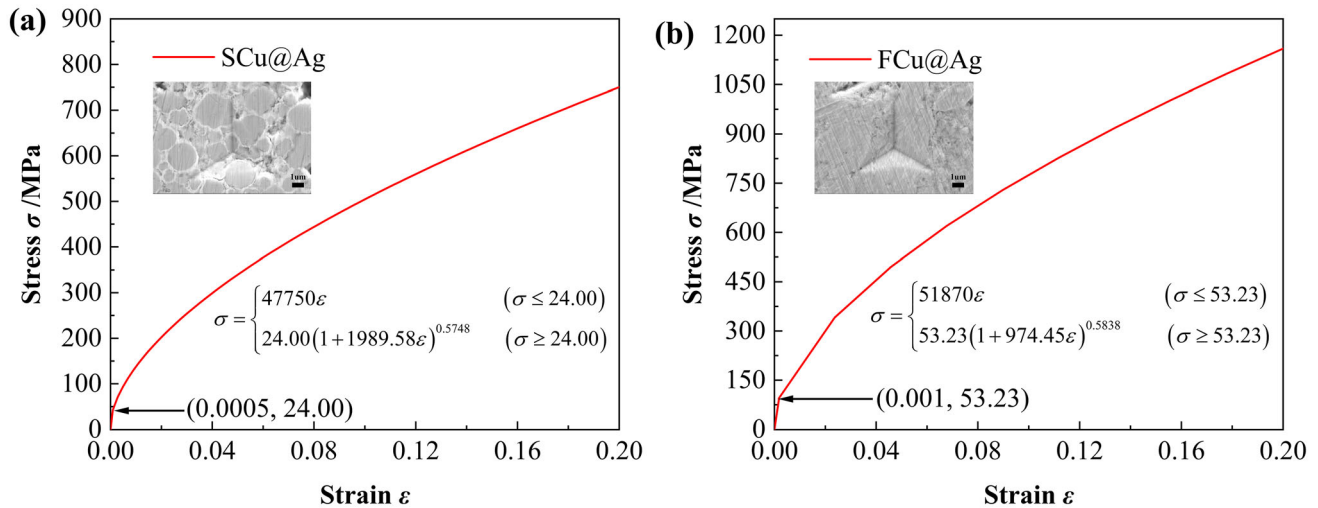 (a)
900
800
700
600
500
400
300
200
100
0
Stress σ /MPa
SCu@Ag
1um
σ = { 47750ε (σ ≤ 24.00)
24.00(1+1989.58ε)^0.5748 (σ ≥ 24.00)
(0.0005, 24.00)
0.00 0.04 0.08 0.12 0.16 0.20
Strain ε
(b)
1200
1050
900
750
600
450
300
150
0
Stress σ /MPa
FCu@Ag
1um
σ = { 51870ε (σ ≤ 53.23)
53.23(1+974.45ε)^0.5838 (σ ≥ 53.23)
(0.001, 53.23)
0.00 0.04 0.08 0.12 0.16 0.20
Strain ε